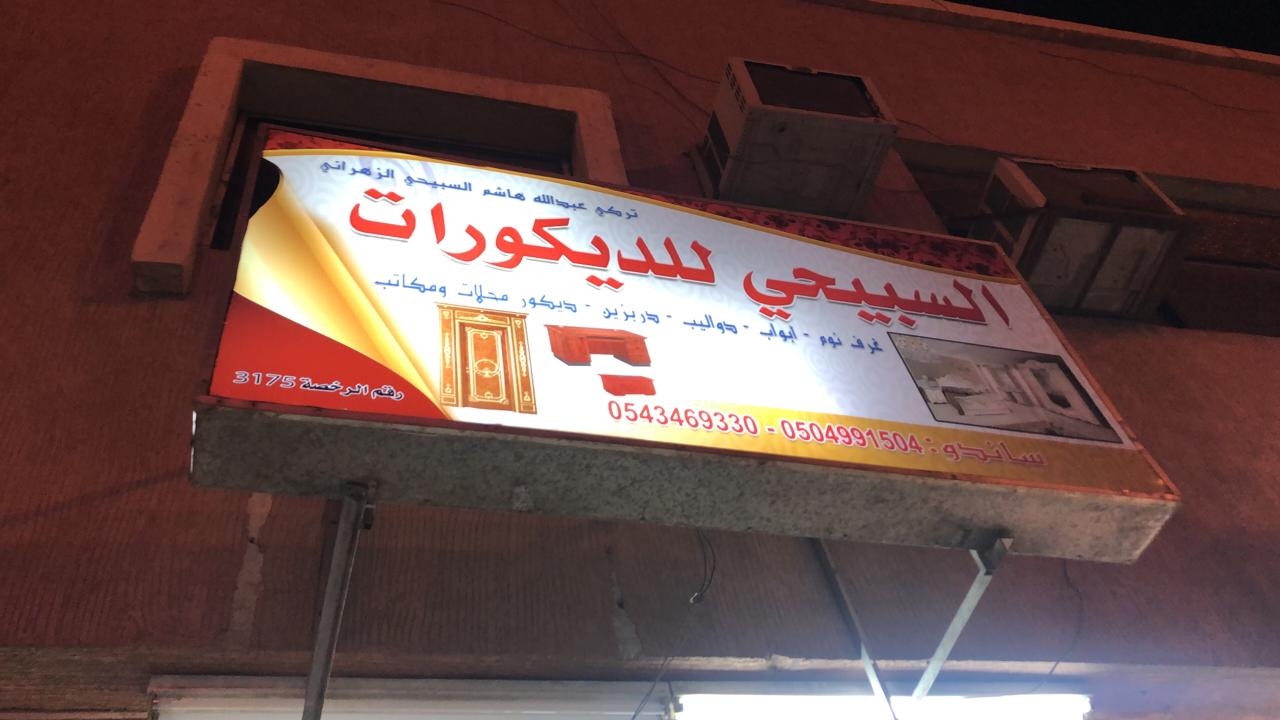 تركي عبدالله هاشم السبيحي الزهراني
السبيحي للديكورات
غرف نوم - ابواب - دواليب - دربزين - ديكور محلات ومكاتب
ساندو : 0504991504 - 0543469330
رقم الرخصة 3175